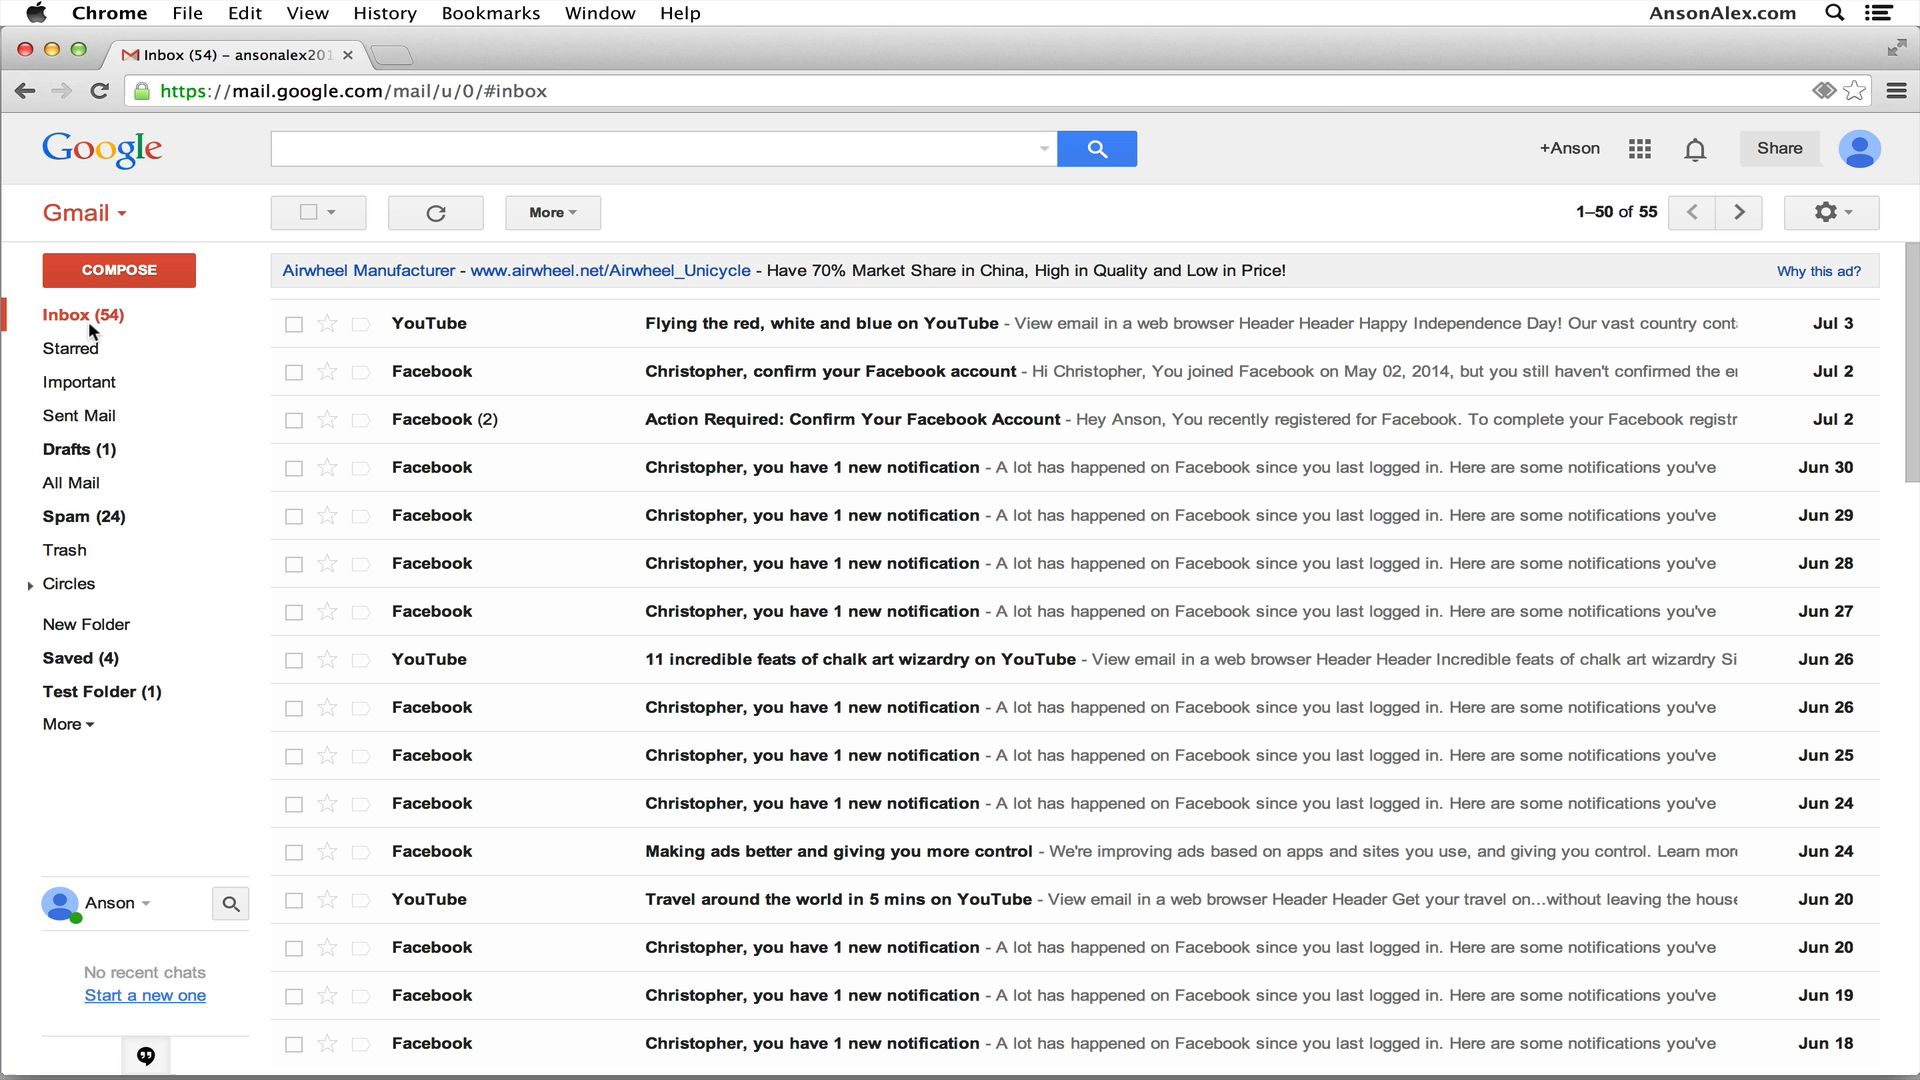 Chrome File Edit View History Bookmarks Window Help AnsonAlex.com
Inbox (54) – ansonalex201
https://mail.google.com/mail/u/0/#inbox
Google +Anson Share
Gmail More 1–50 of 55
COMPOSE
Inbox (54)
Starred
Important
Sent Mail
Drafts (1)
All Mail
Spam (24)
Trash
Circles
New Folder
Saved (4)
Test Folder (1)
More
Anson
No recent chats
Start a new one
Airwheel Manufacturer - www.airwheel.net/Airwheel_Unicycle - Have 70% Market Share in China, High in Quality and Low in Price! Why this ad?
YouTube Flying the red, white and blue on YouTube - View email in a web browser Header Header Happy Independence Day! Our vast country Jul 3
Facebook Christopher, confirm your Facebook account - Hi Christopher, You joined Facebook on May 02, 2014, but you still haven't confirmed the Jul 2
Facebook (2) Action Required: Confirm Your Facebook Account - Hey Anson, You recently registered for Facebook. To complete your Facebook registr Jul 2
Facebook Christopher, you have 1 new notification - A lot has happened on Facebook since you last logged in. Here are some notifications you've Jun 30
Facebook Christopher, you have 1 new notification - A lot has happened on Facebook since you last logged in. Here are some notifications you've Jun 29
Facebook Christopher, you have 1 new notification - A lot has happened on Facebook since you last logged in. Here are some notifications you've Jun 28
Facebook Christopher, you have 1 new notification - A lot has happened on Facebook since you last logged in. Here are some notifications you've Jun 27
YouTube 11 incredible feats of chalk art wizardry on YouTube - View email in a web browser Header Header Incredible feats of chalk art wizardry Si Jun 26
Facebook Christopher, you have 1 new notification - A lot has happened on Facebook since you last logged in. Here are some notifications you've Jun 26
Facebook Christopher, you have 1 new notification - A lot has happened on Facebook since you last logged in. Here are some notifications you've Jun 25
Facebook Christopher, you have 1 new notification - A lot has happened on Facebook since you last logged in. Here are some notifications you've Jun 24
Facebook Making ads better and giving you more control - We're improving ads based on apps and sites you use, and giving you control. Learn more Jun 24
YouTube Travel around the world in 5 mins on YouTube - View email in a web browser Header Header Get your travel on...without leaving the house Jun 20
Facebook Christopher, you have 1 new notification - A lot has happened on Facebook since you last logged in. Here are some notifications you've Jun 20
Facebook Christopher, you have 1 new notification - A lot has happened on Facebook since you last logged in. Here are some notifications you've Jun 19
Facebook Christopher, you have 1 new notification - A lot has happened on Facebook since you last logged in. Here are some notifications you've Jun 18